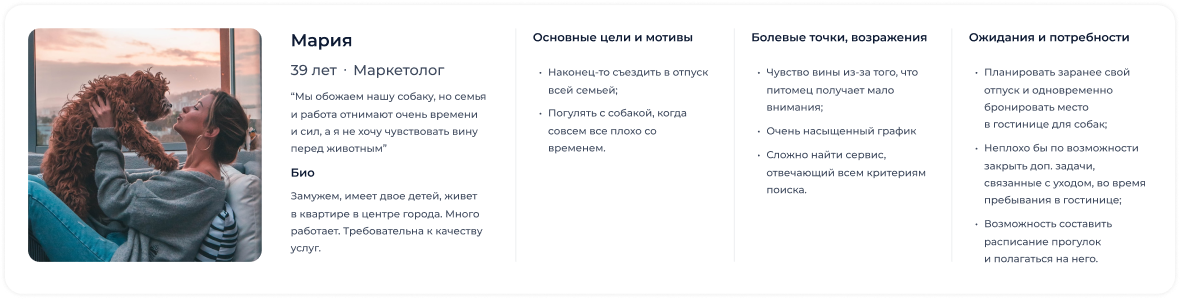 Мария
39 лет · Маркетолог
“Мы обожаем нашу собаку, но семья
и работа отнимают очень времени
и сил, а я не хочу чувствовать вину
перед животным”
Био
Замужем, имеет двое детей, живет
в квартире в центре города. Много
работает. Требовательна к качеству
услуг.
Основные цели и мотивы
· Наконец-то съездить в отпуск
всей семьей;
· Погулять с собакой, когда
совсем все плохо со
временем.
Болевые точки, возражения
· Чувство вины из-за того, что
питомец получает мало
внимания;
· Очень насыщенный график
· Сложно найти сервис,
отвечающий всем критериям
поиска.
Ожидания и потребности
· Планировать заранее свой
отпуск и одновременно
бронировать место
в гостинице для собак;
· Неплохо бы по возможности
закрыть доп. задачи,
связанные с уходом, во время
пребывания в гостинице;
· Возможность составить
расписание прогулок
и полагаться на него.